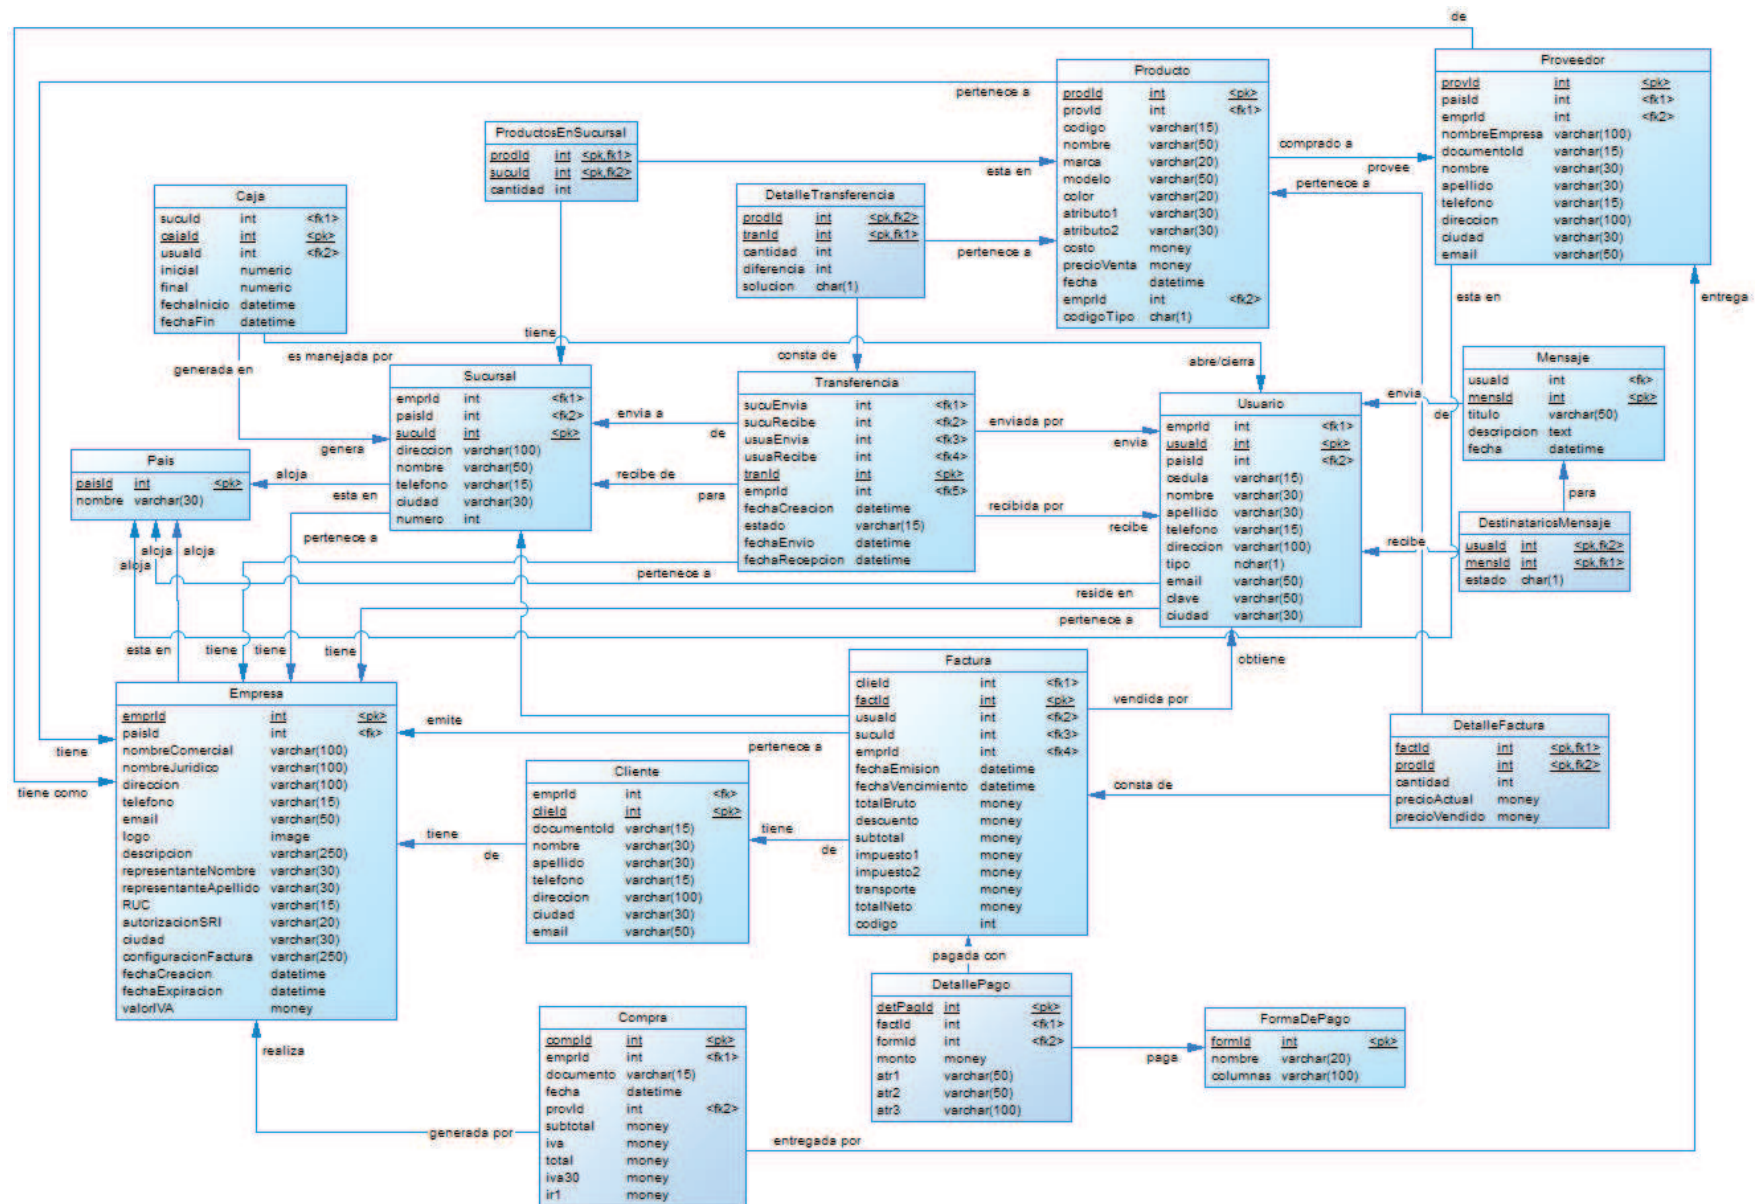 de
Proveedor
provId int <pk>
paisId int <fk1>
emprId int <fk2>
nombreEmpresa varchar(100)
documentoId varchar(15)
nombre varchar(30)
apellido varchar(30)
telefono varchar(15)
direccion varchar(100)
ciudad varchar(30)
email varchar(50)
Producto
prodId int <pk>
provId int <fk1>
codigo varchar(15)
nombre varchar(50)
marca varchar(20)
modelo varchar(50)
color varchar(20)
atributo1 varchar(30)
atributo2 varchar(30)
costo money
precioVenta money
fecha datetime
emprId int <fk2>
codigoTipo char(1)
pertenece a
comprado a
provee
pertenece a
ProductosEnSucursal
prodId int <pk,fk1>
sucuId int <pk,fk2>
cantidad int
esta en
DetalleTransferencia
prodId int <pk,fk2>
tranId int <pk,fk1>
cantidad int
diferencia int
solucion char(1)
pertenece a
Caja
sucuId int <fk1>
cajaId int <pk>
usuaId int <fk2>
inicial numeric
final numeric
fechaInicio datetime
fechaFin datetime
esta en
entrega
tiene
es manejada por
generada en
consta de
abre/cierra
Sucursal
emprId int <fk1>
paisId int <fk2>
sucuId int <pk>
direccion varchar(100)
nombre varchar(50)
telefono varchar(15)
ciudad varchar(30)
numero int
Transferencia
sucuEnvia int <fk1>
sucuRecibe int <fk2>
usuaEnvia int <fk3>
usuaRecibe int <fk4>
tranId int <pk>
emprId int <fk5>
fechaCreacion datetime
estado varchar(15)
fechaEnvio datetime
fechaRecepcion datetime
Usuario
emprId int <fk1>
usuaId int <pk>
paisId int <fk2>
cedula varchar(15)
nombre varchar(30)
apellido varchar(30)
telefono varchar(15)
direccion varchar(100)
tipo nchar(1)
email varchar(50)
clave varchar(50)
ciudad varchar(30)
Mensaje
usuaId int <fk>
mensId int <pk>
titulo varchar(50)
descripcion text
fecha datetime
envia
de
para
DestinatariosMensaje
usuaId int <pk,fk2>
mensId int <pk,fk1>
estado char(1)
recibe
envia a
de
enviada por
envia
recibe de
para
recibida por
recibe
genera
Pais
paisId int <pk>
nombre varchar(30)
aloja
esta en
pertenece a
aloja
aloja
aloja
pertenece a
reside en
pertenece a
esta en
tiene
tiene
tiene
obtiene
Empresa
emprId int <pk>
paisId int <fk>
nombreComercial varchar(100)
nombreJuridico varchar(100)
direccion varchar(100)
telefono varchar(15)
email varchar(50)
logo image
descripcion varchar(250)
representanteNombre varchar(30)
representanteApellido varchar(30)
RUC varchar(15)
autorizacionSRI varchar(20)
ciudad varchar(30)
configuracionFactura varchar(250)
fechaCreacion datetime
fechaExpiracion datetime
valorIVA money
tiene
tiene como
Factura
clieId int <fk1>
factId int <pk>
usuaId int <fk2>
sucuId int <fk3>
emprId int <fk4>
fechaEmision datetime
fechaVencimiento datetime
totalBruto money
descuento money
subtotal money
impuesto1 money
impuesto2 money
transporte money
totalNeto money
codigo int
emite
pertenece a
vendida por
DetalleFactura
factId int <pk,fk1>
prodId int <pk,fk2>
cantidad int
precioActual money
precioVendido money
consta de
Cliente
emprId int <fk>
clieId int <pk>
documentoId varchar(15)
nombre varchar(30)
apellido varchar(30)
telefono varchar(15)
direccion varchar(100)
ciudad varchar(30)
email varchar(50)
tiene
de
tiene
de
pagada con
DetallePago
detPagId int <pk>
factId int <fk1>
formId int <fk2>
monto money
atr1 varchar(50)
atr2 varchar(50)
atr3 varchar(100)
paga
FormaDePago
formId int <pk>
nombre varchar(20)
columnas varchar(100)
Compra
compId int <pk>
emprId int <fk1>
documento varchar(15)
fecha datetime
provId int <fk2>
subtotal money
iva money
total money
iva30 money
ir1 money
realiza
generada por
entregada por